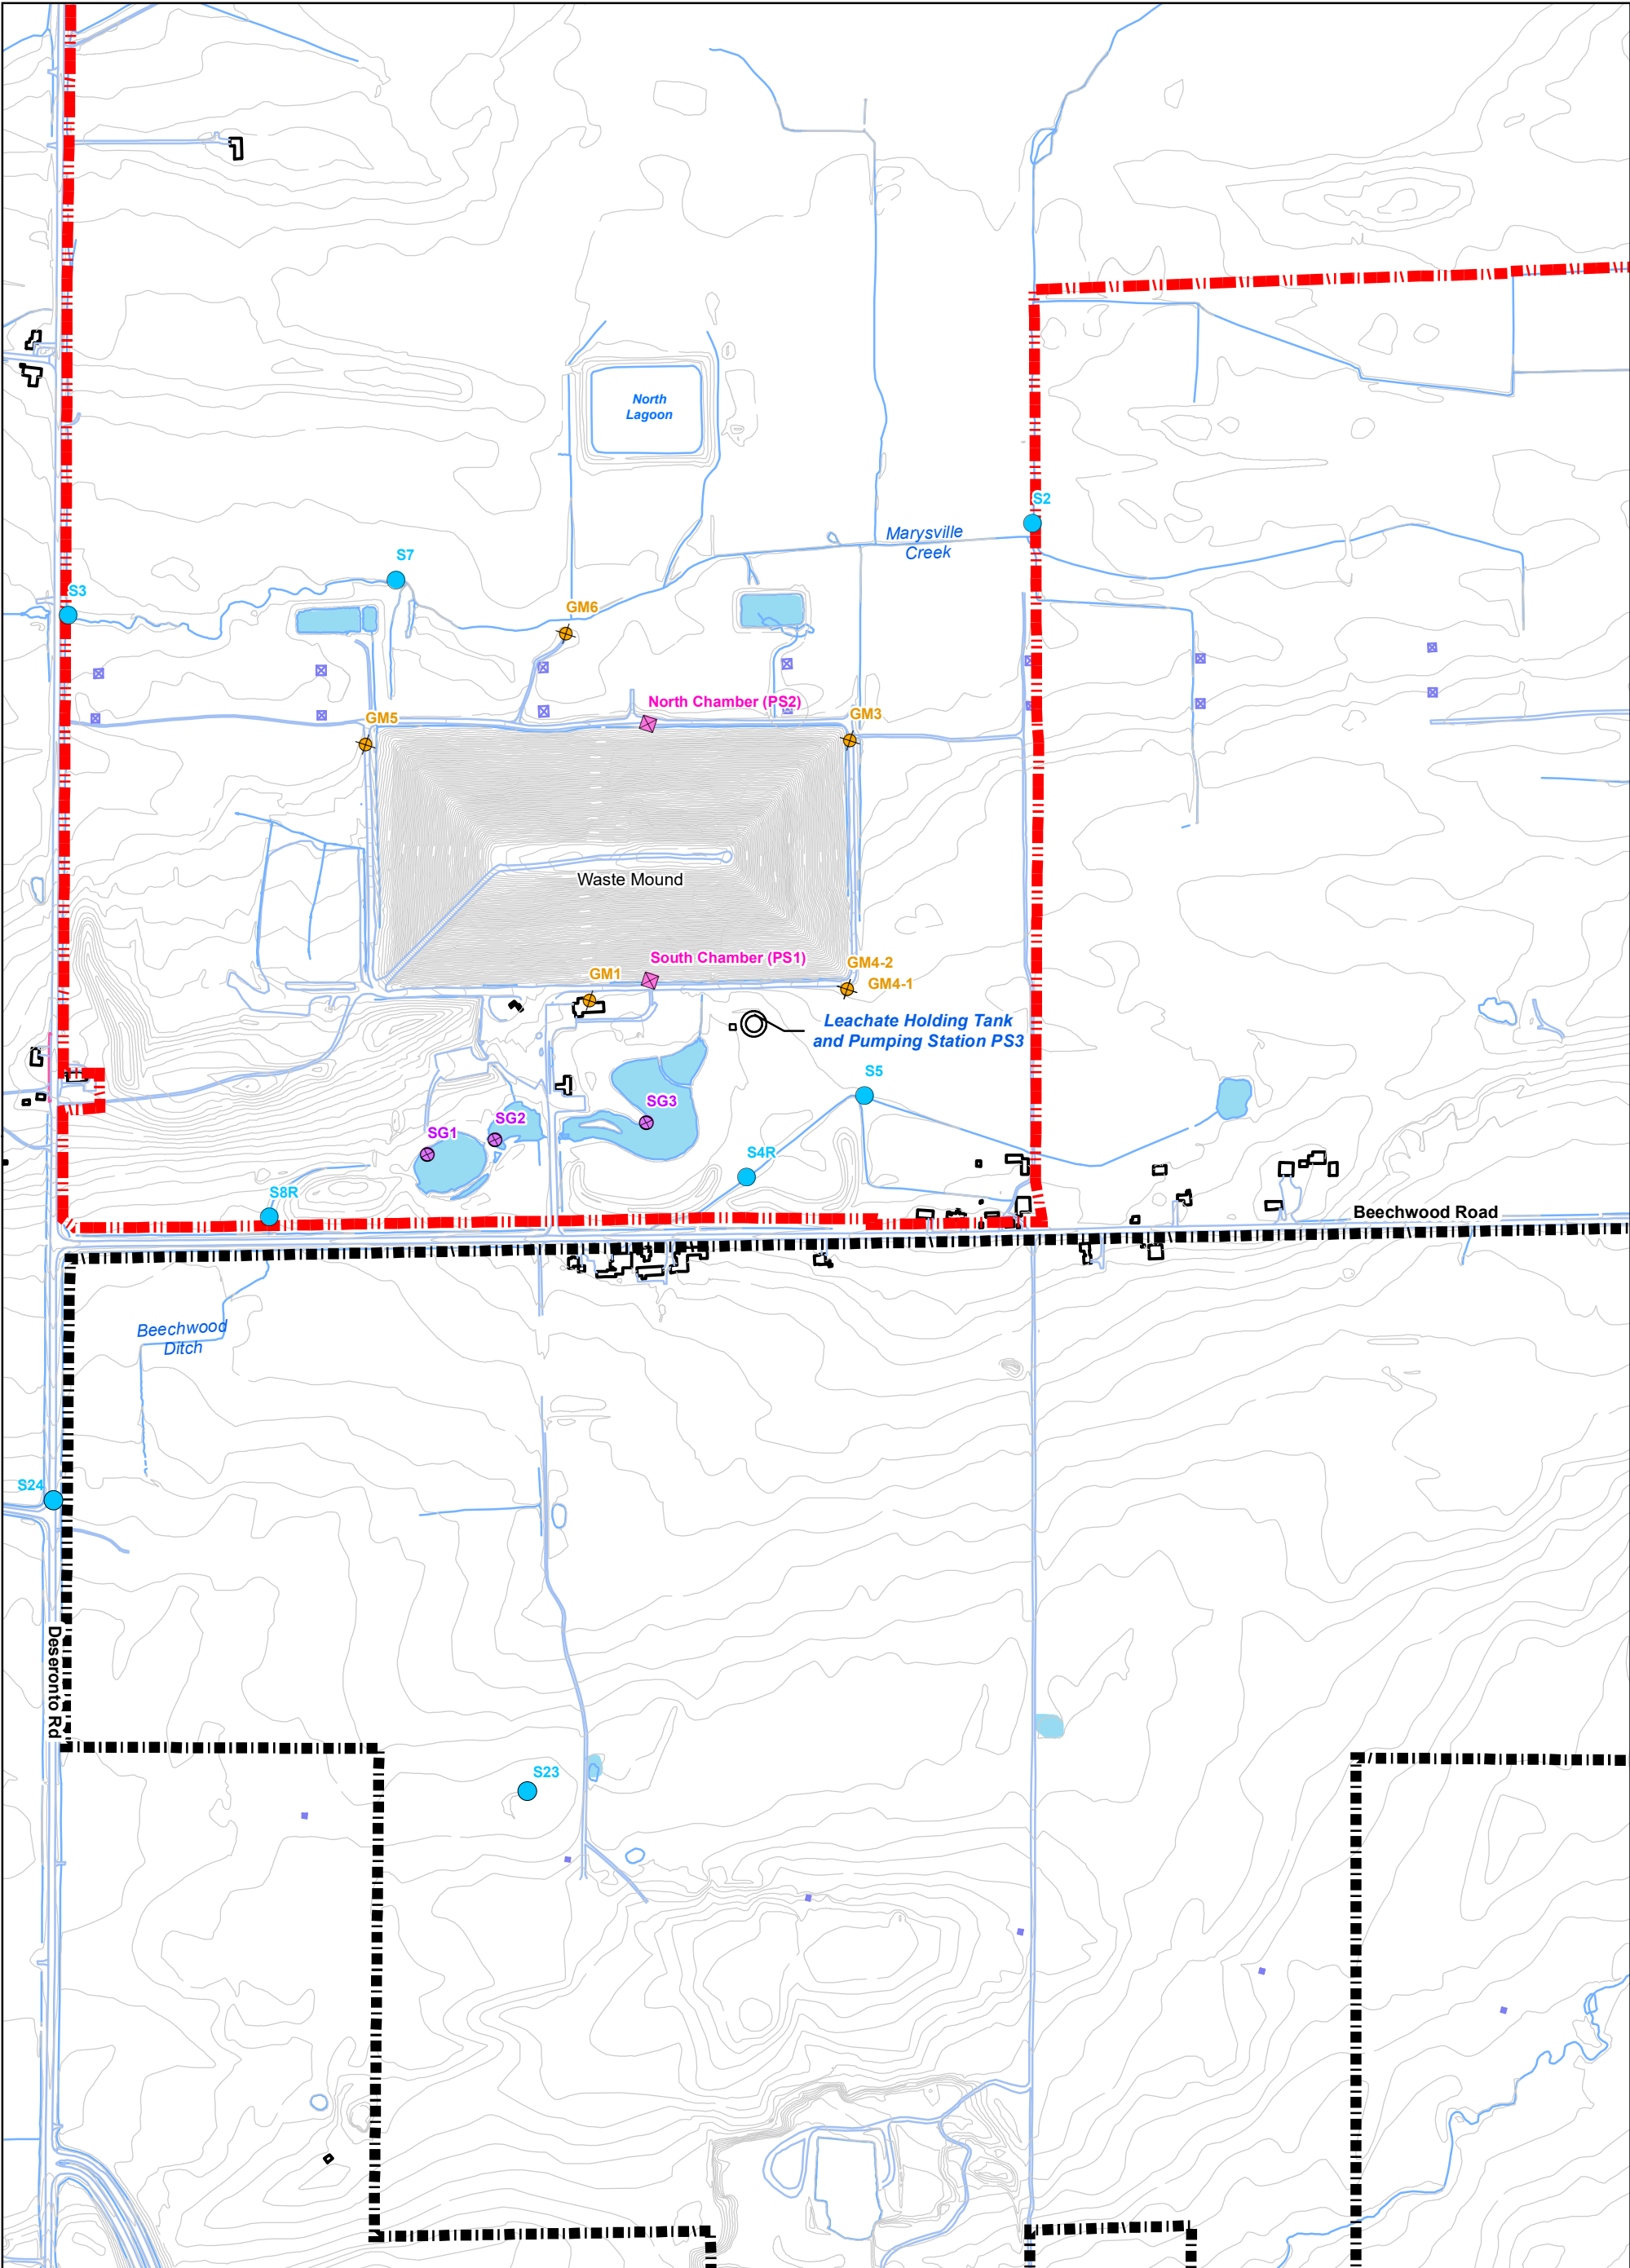 North
Lagoon
S2
Marysville
Creek
S7
S3
GM6
North Chamber (PS2)
GM5
GM3
Waste Mound
South Chamber (PS1)
GM4-2
GM1
GM4-1
Leachate Holding Tank
and Pumping Station PS3
S5
SG3
SG2
SG1
S4R
S8R
Beechwood Road
Beechwood
Ditch
S24
Deseronto Rd
S23